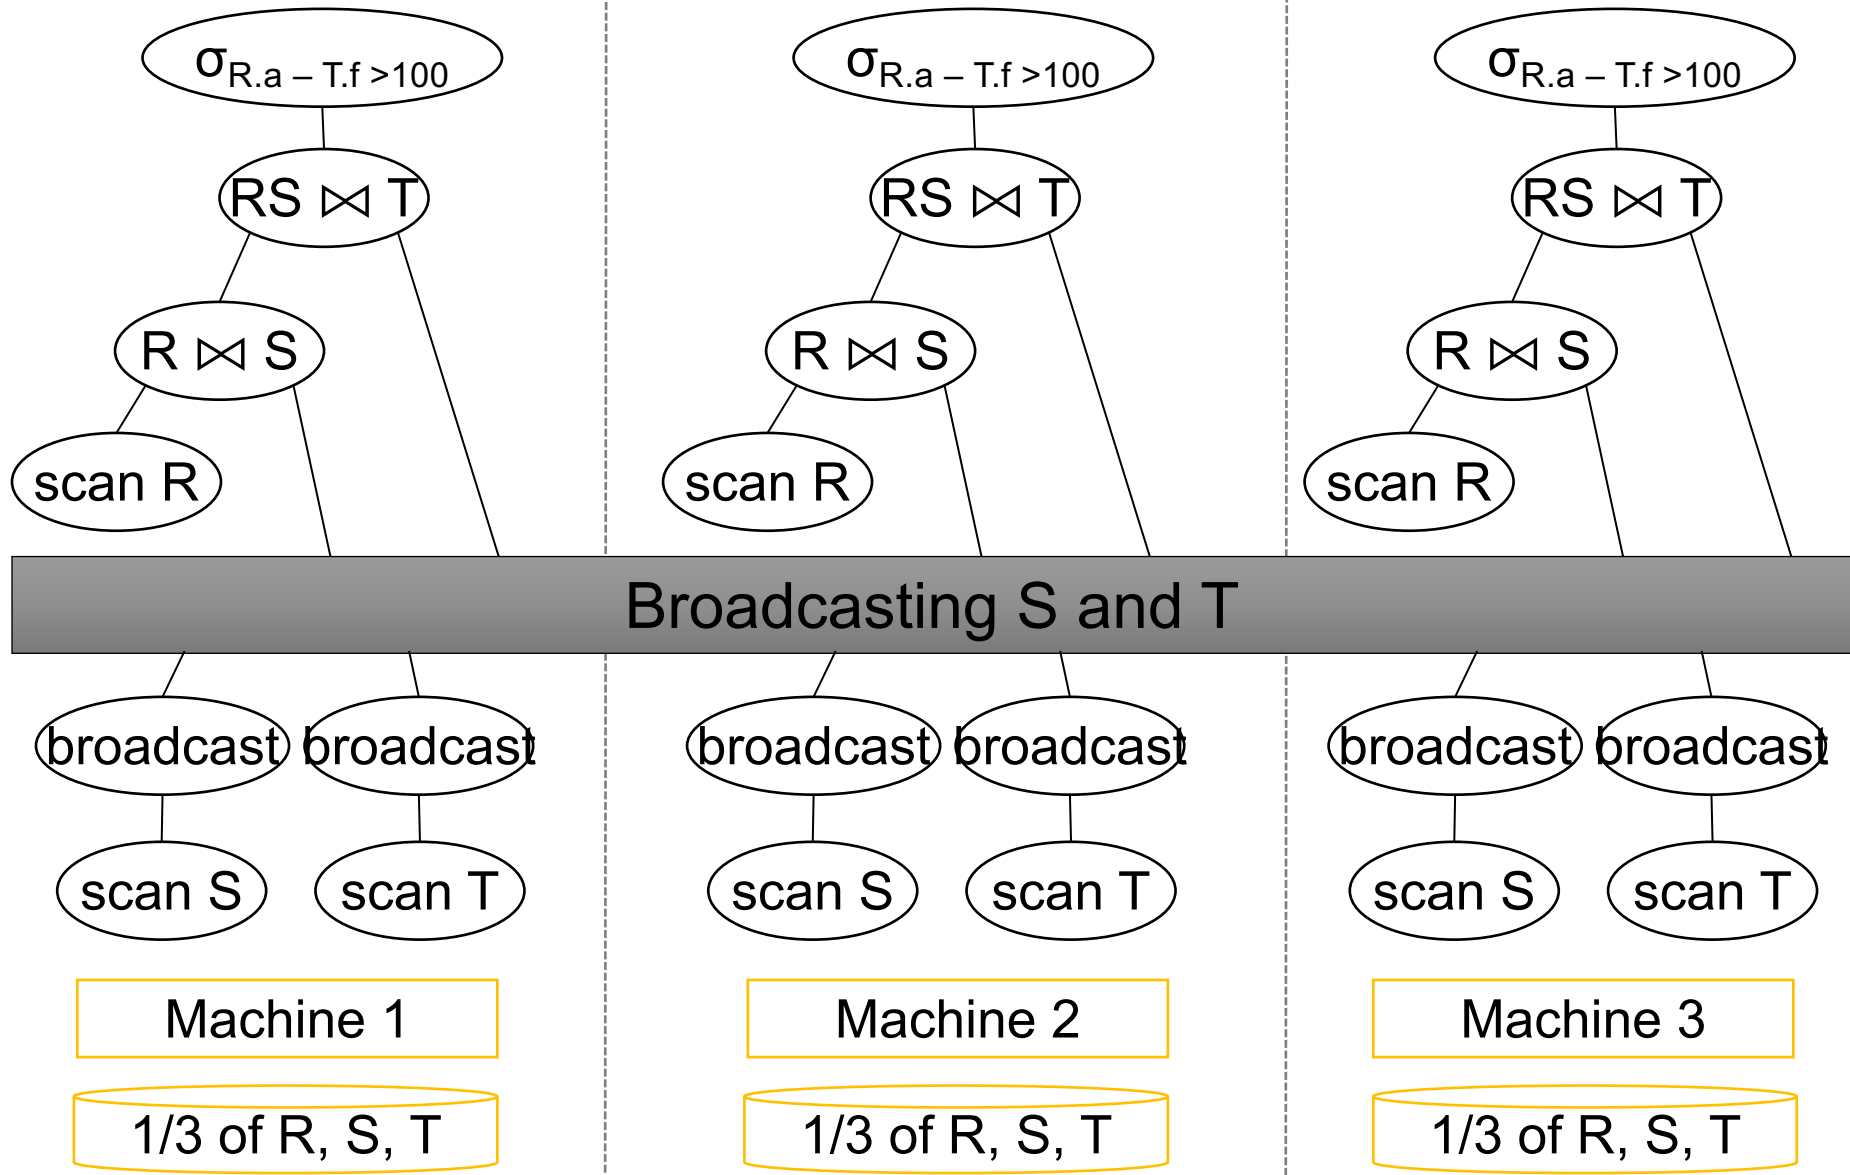 σR.a – T.f >100 σR.a – T.f >100 σR.a – T.f >100
RS ⋈ T RS ⋈ T RS ⋈ T
R ⋈ S R ⋈ S R ⋈ S
scan R scan R scan R
Broadcasting S and T
broadcast broadcast broadcast broadcast broadcast broadcast
scan S scan T scan S scan T scan S scan T
Machine 1 Machine 2 Machine 3
1/3 of R, S, T 1/3 of R, S, T 1/3 of R, S, T